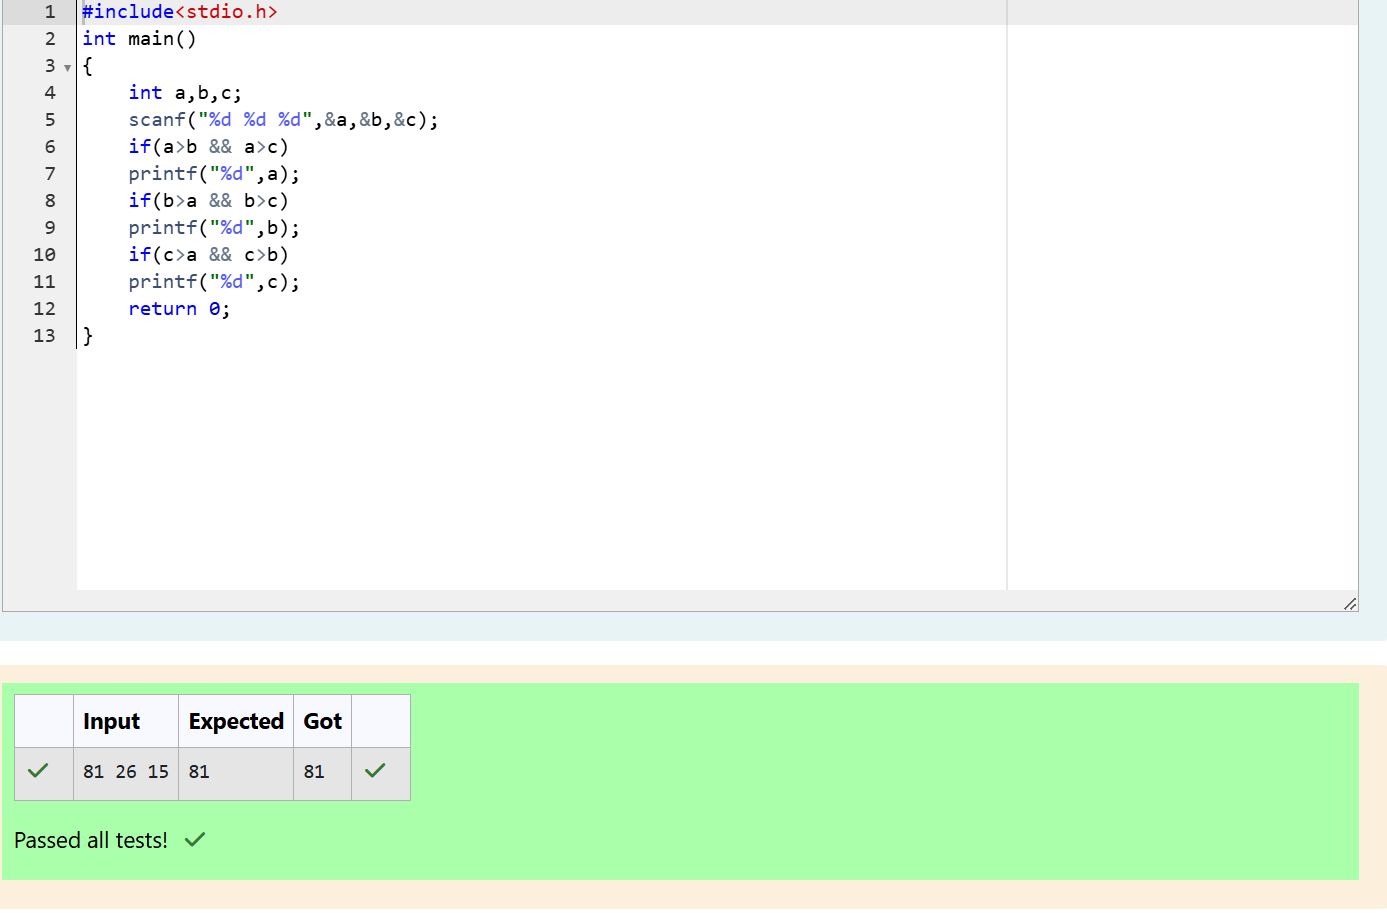 1 #include<stdio.h>
2 int main()
3 {
4     int a,b,c;
5     scanf("%d %d %d",&a,&b,&c);
6     if(a>b && a>c)
7     printf("%d",a);
8     if(b>a && b>c)
9     printf("%d",b);
10     if(c>a && c>b)
11     printf("%d",c);
12     return 0;
13 }
Input Expected Got
81 26 15 81 81
Passed all tests!